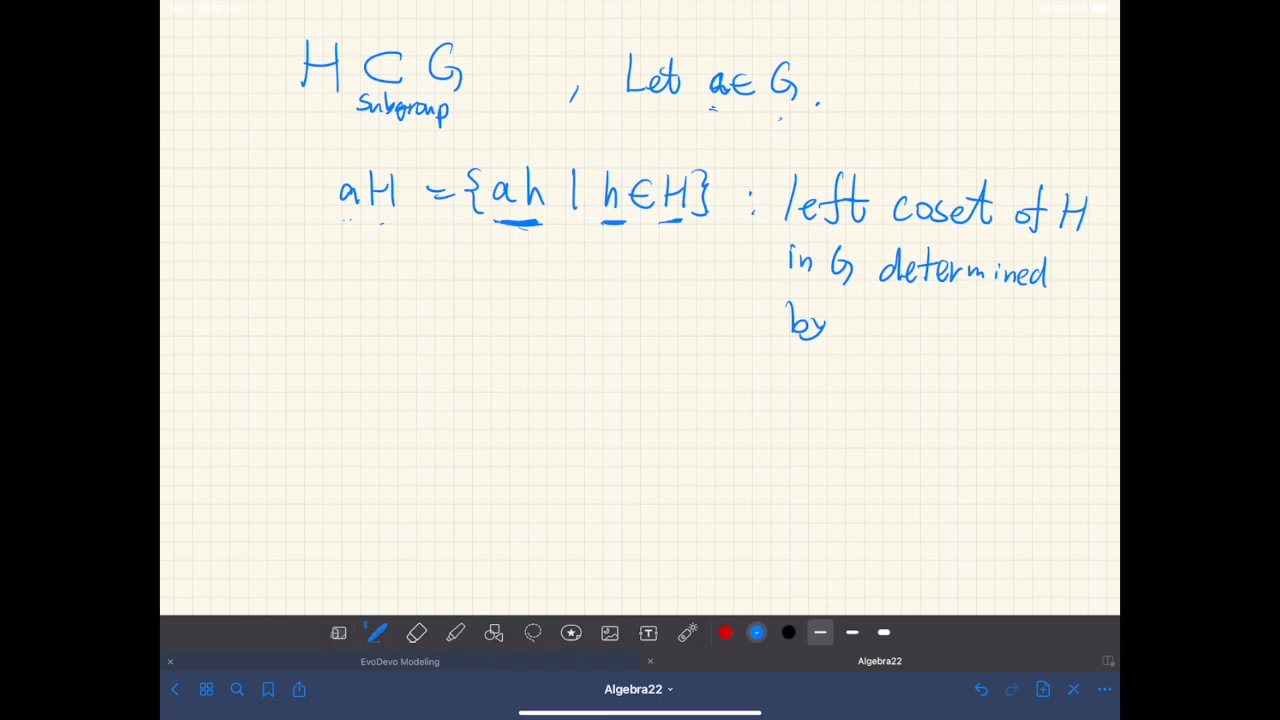 H ⊂ G , Let a ∈ G .
subgroup
aH = {ah | h ∈ H} : left coset of H
in G determined
by
EvoDevo Modeling
Algebra22
Algebra22